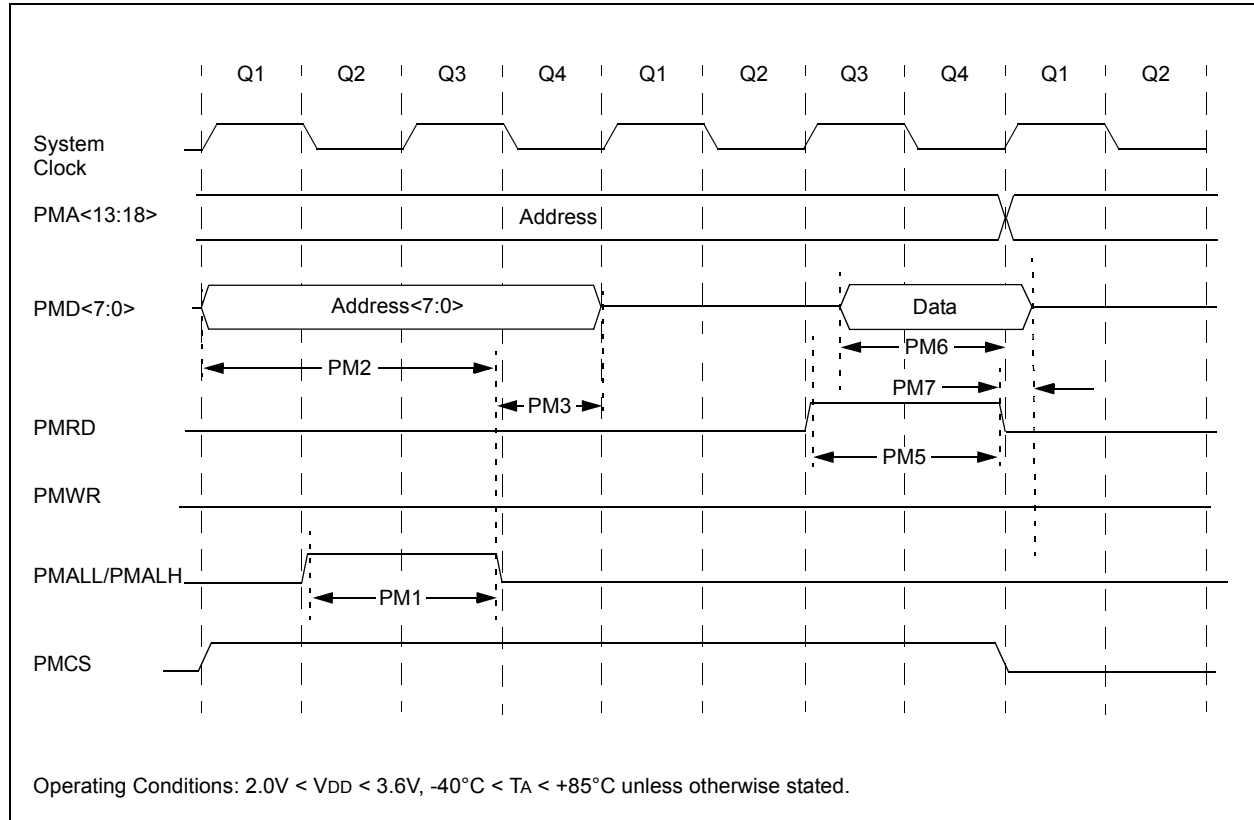 Q1 Q2 Q3 Q4 Q1 Q2 Q3 Q4 Q1 Q2
System
Clock
PMA<13:18>
Address
PMD<7:0>
Address<7:0>
Data
PM2
PM6
PM7
PM3
PMRD
PM5
PMWR
PMALL/PMALH
PM1
PMCS
Operating Conditions: 2.0V < VDD < 3.6V, -40°C < TA < +85°C unless otherwise stated.